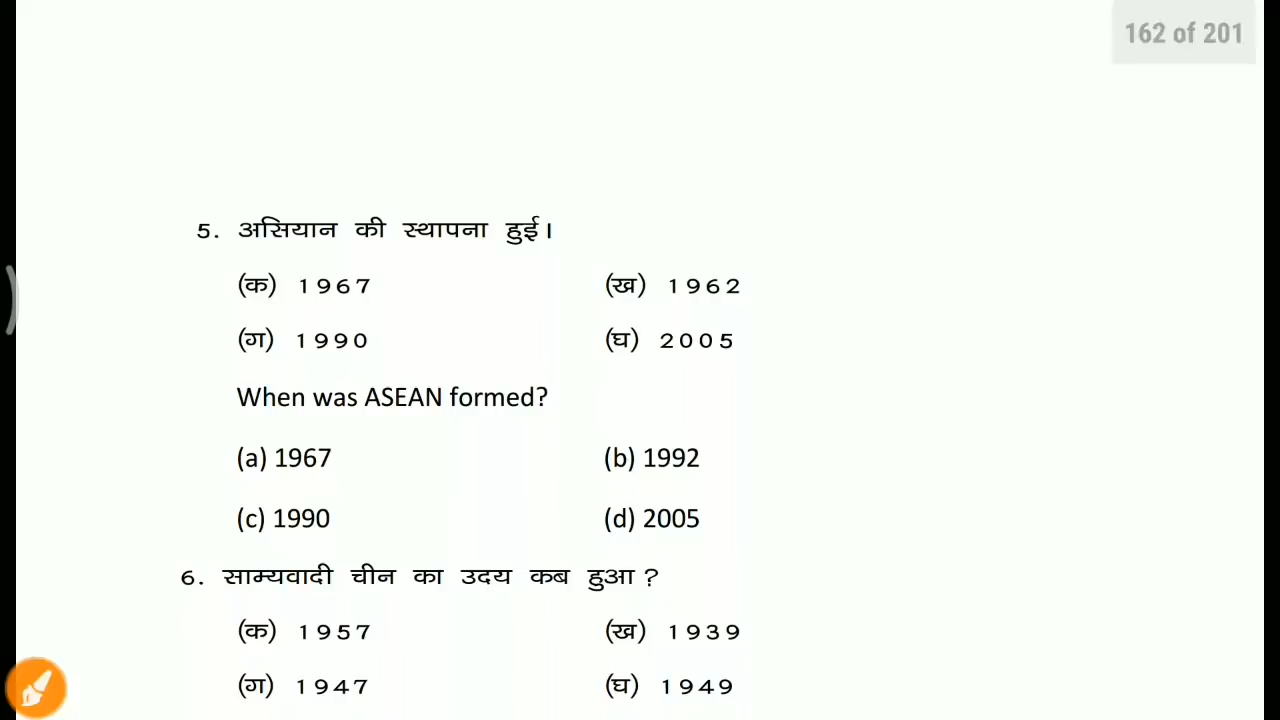 162 of 201
5. असियान की स्थापना हुई।
(क) 1967 (ख) 1962
(ग) 1990 (घ) 2005
When was ASEAN formed?
(a) 1967 (b) 1992
(c) 1990 (d) 2005
6. साम्यवादी चीन का उदय कब हुआ ?
(क) 1957 (ख) 1939
(ग) 1947 (घ) 1949